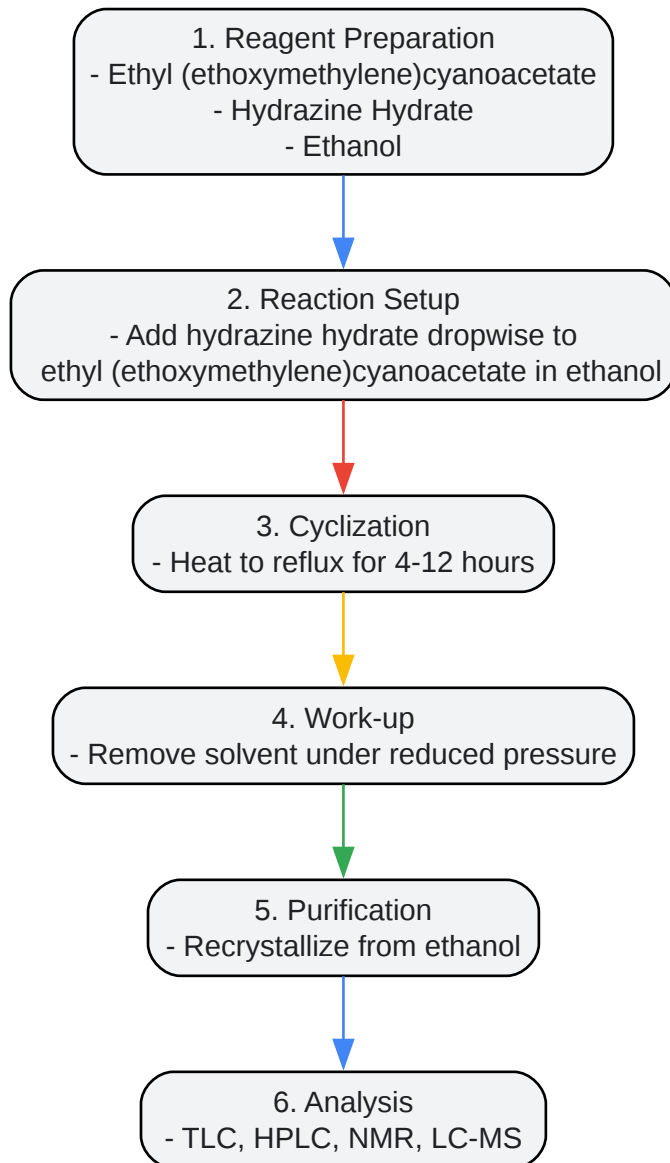 1. Reagent Preparation
- Ethyl (ethoxymethylene)cyanoacetate
- Hydrazine Hydrate
- Ethanol
2. Reaction Setup
- Add hydrazine hydrate dropwise to
ethyl (ethoxymethylene)cyanoacetate in ethanol
3. Cyclization
- Heat to reflux for 4-12 hours
4. Work-up
- Remove solvent under reduced pressure
5. Purification
- Recrystallize from ethanol
6. Analysis
- TLC, HPLC, NMR, LC-MS